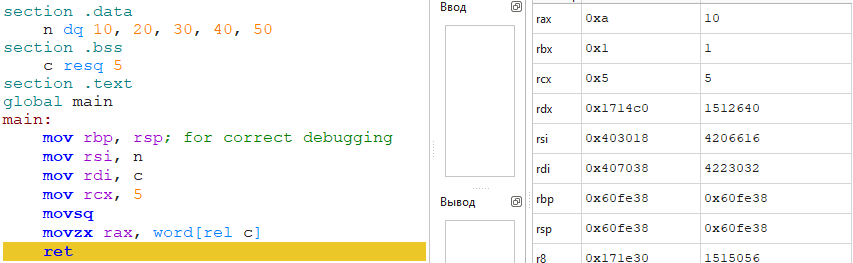 section .data
    n dq 10, 20, 30, 40, 50
section .bss
    c resq 5
section .text
global main
main:
    mov rbp, rsp; for correct debugging
    mov rsi, n
    mov rdi, c
    mov rcx, 5
    movsq
    movzx rax, word[rel c]
    ret
Ввод
Вывод
rax 0xa 10
rbx 0x1 1
rcx 0x5 5
rdx 0x1714c0 1512640
rsi 0x403018 4206616
rdi 0x407038 4223032
rbp 0x60fe38 0x60fe38
rsp 0x60fe38 0x60fe38
r8 0x171e30 1515056